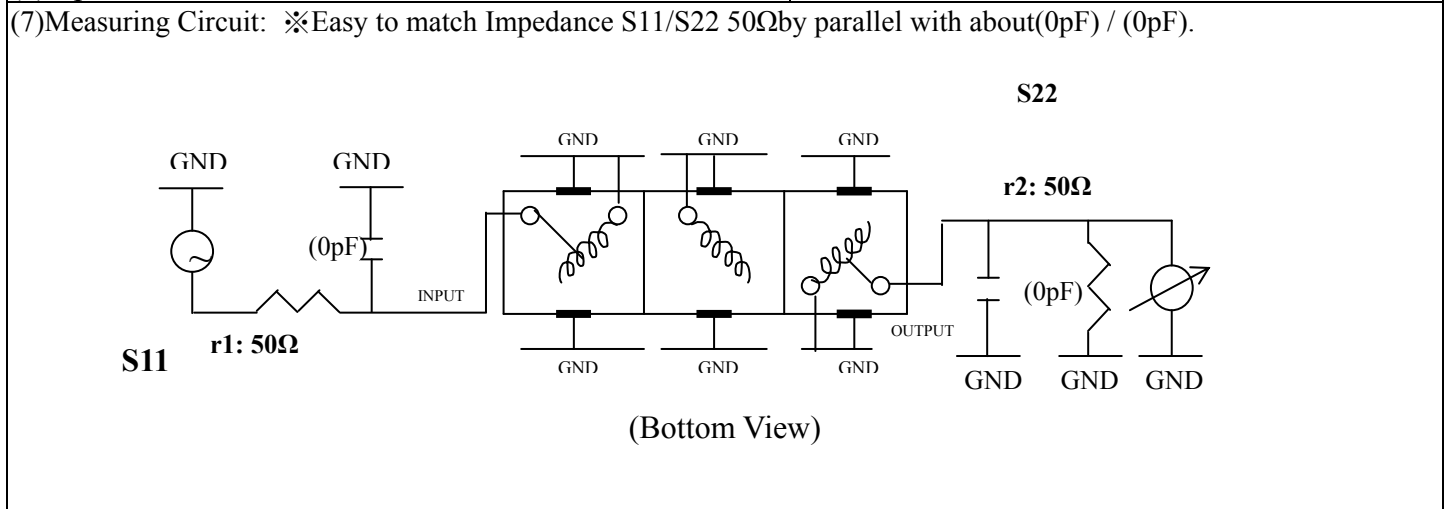 (7)Measuring Circuit: ※Easy to match Impedance S11/S22 50Ωby parallel with about(0pF) / (0pF).
S22
GND GND GND
GND GND
r2: 50Ω
(0pF)
INPUT
(0pF)
r1: 50Ω
OUTPUT
S11
GND GND GND
GND GND GND
(Bottom View)